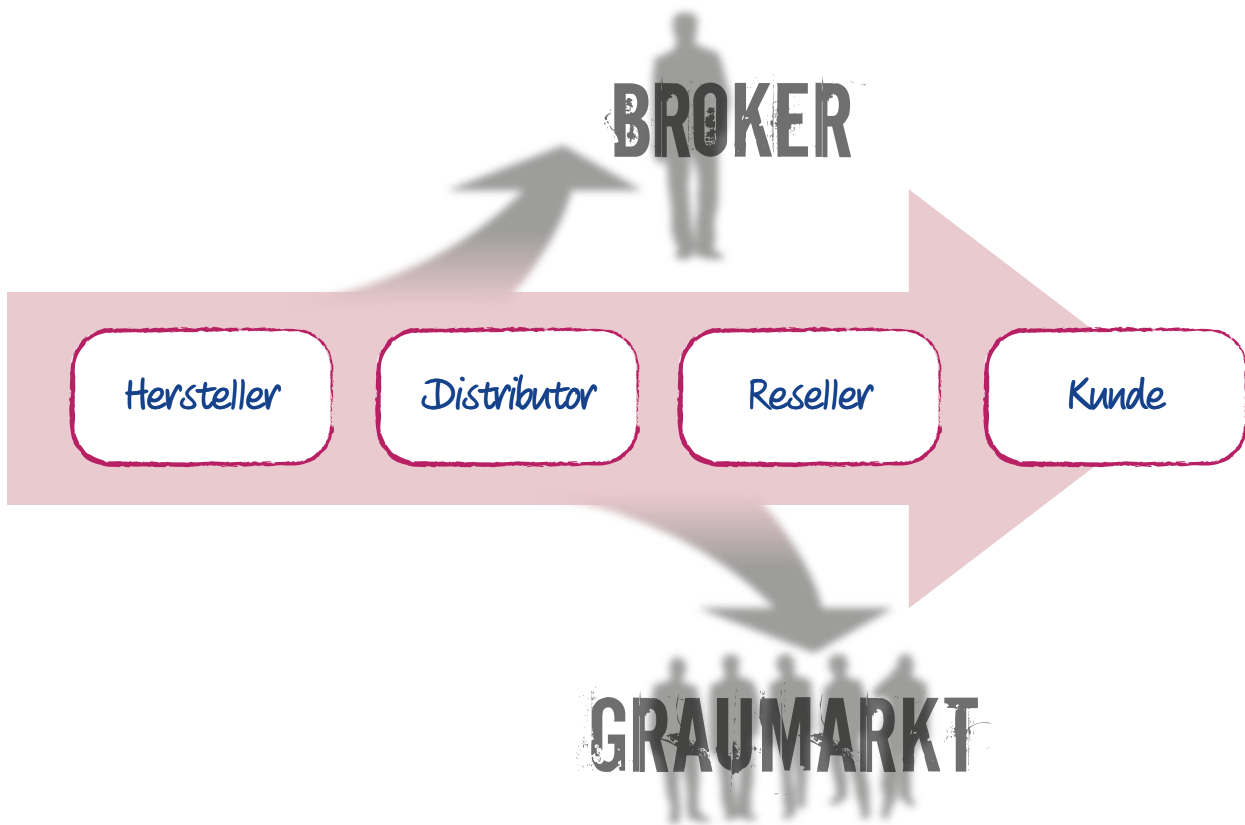 BROKER
Hersteller
Distributor
Reseller
Kunde
GRAUMARKT